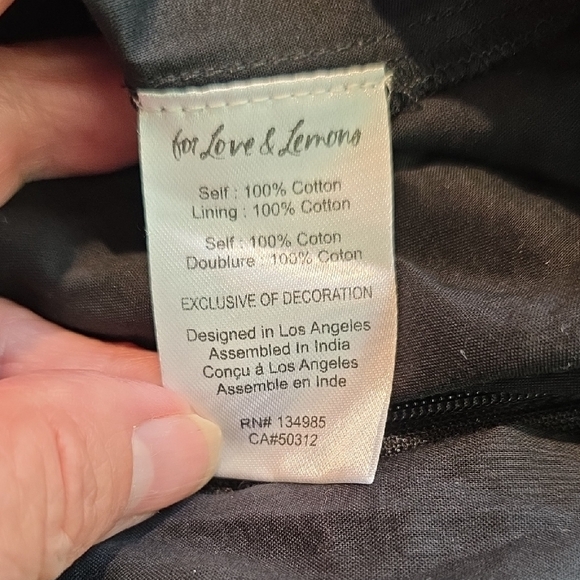 for Love & Lemons
Self : 100% Cotton
Lining : 100% Cotton
Self : 100% Coton
Doublure : 100% Coton
EXCLUSIVE OF DECORATION
Designed in Los Angeles
Assembled In India
Conçu á Los Angeles
Assemble en Inde
RN# 134985
CA#50312